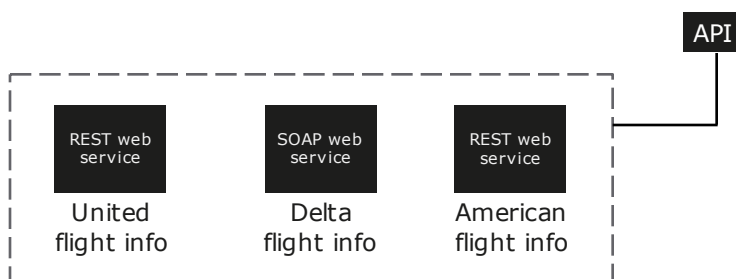 API
REST web
service
SOAP web
service
REST web
service
United
flight info
Delta
flight info
American
flight info